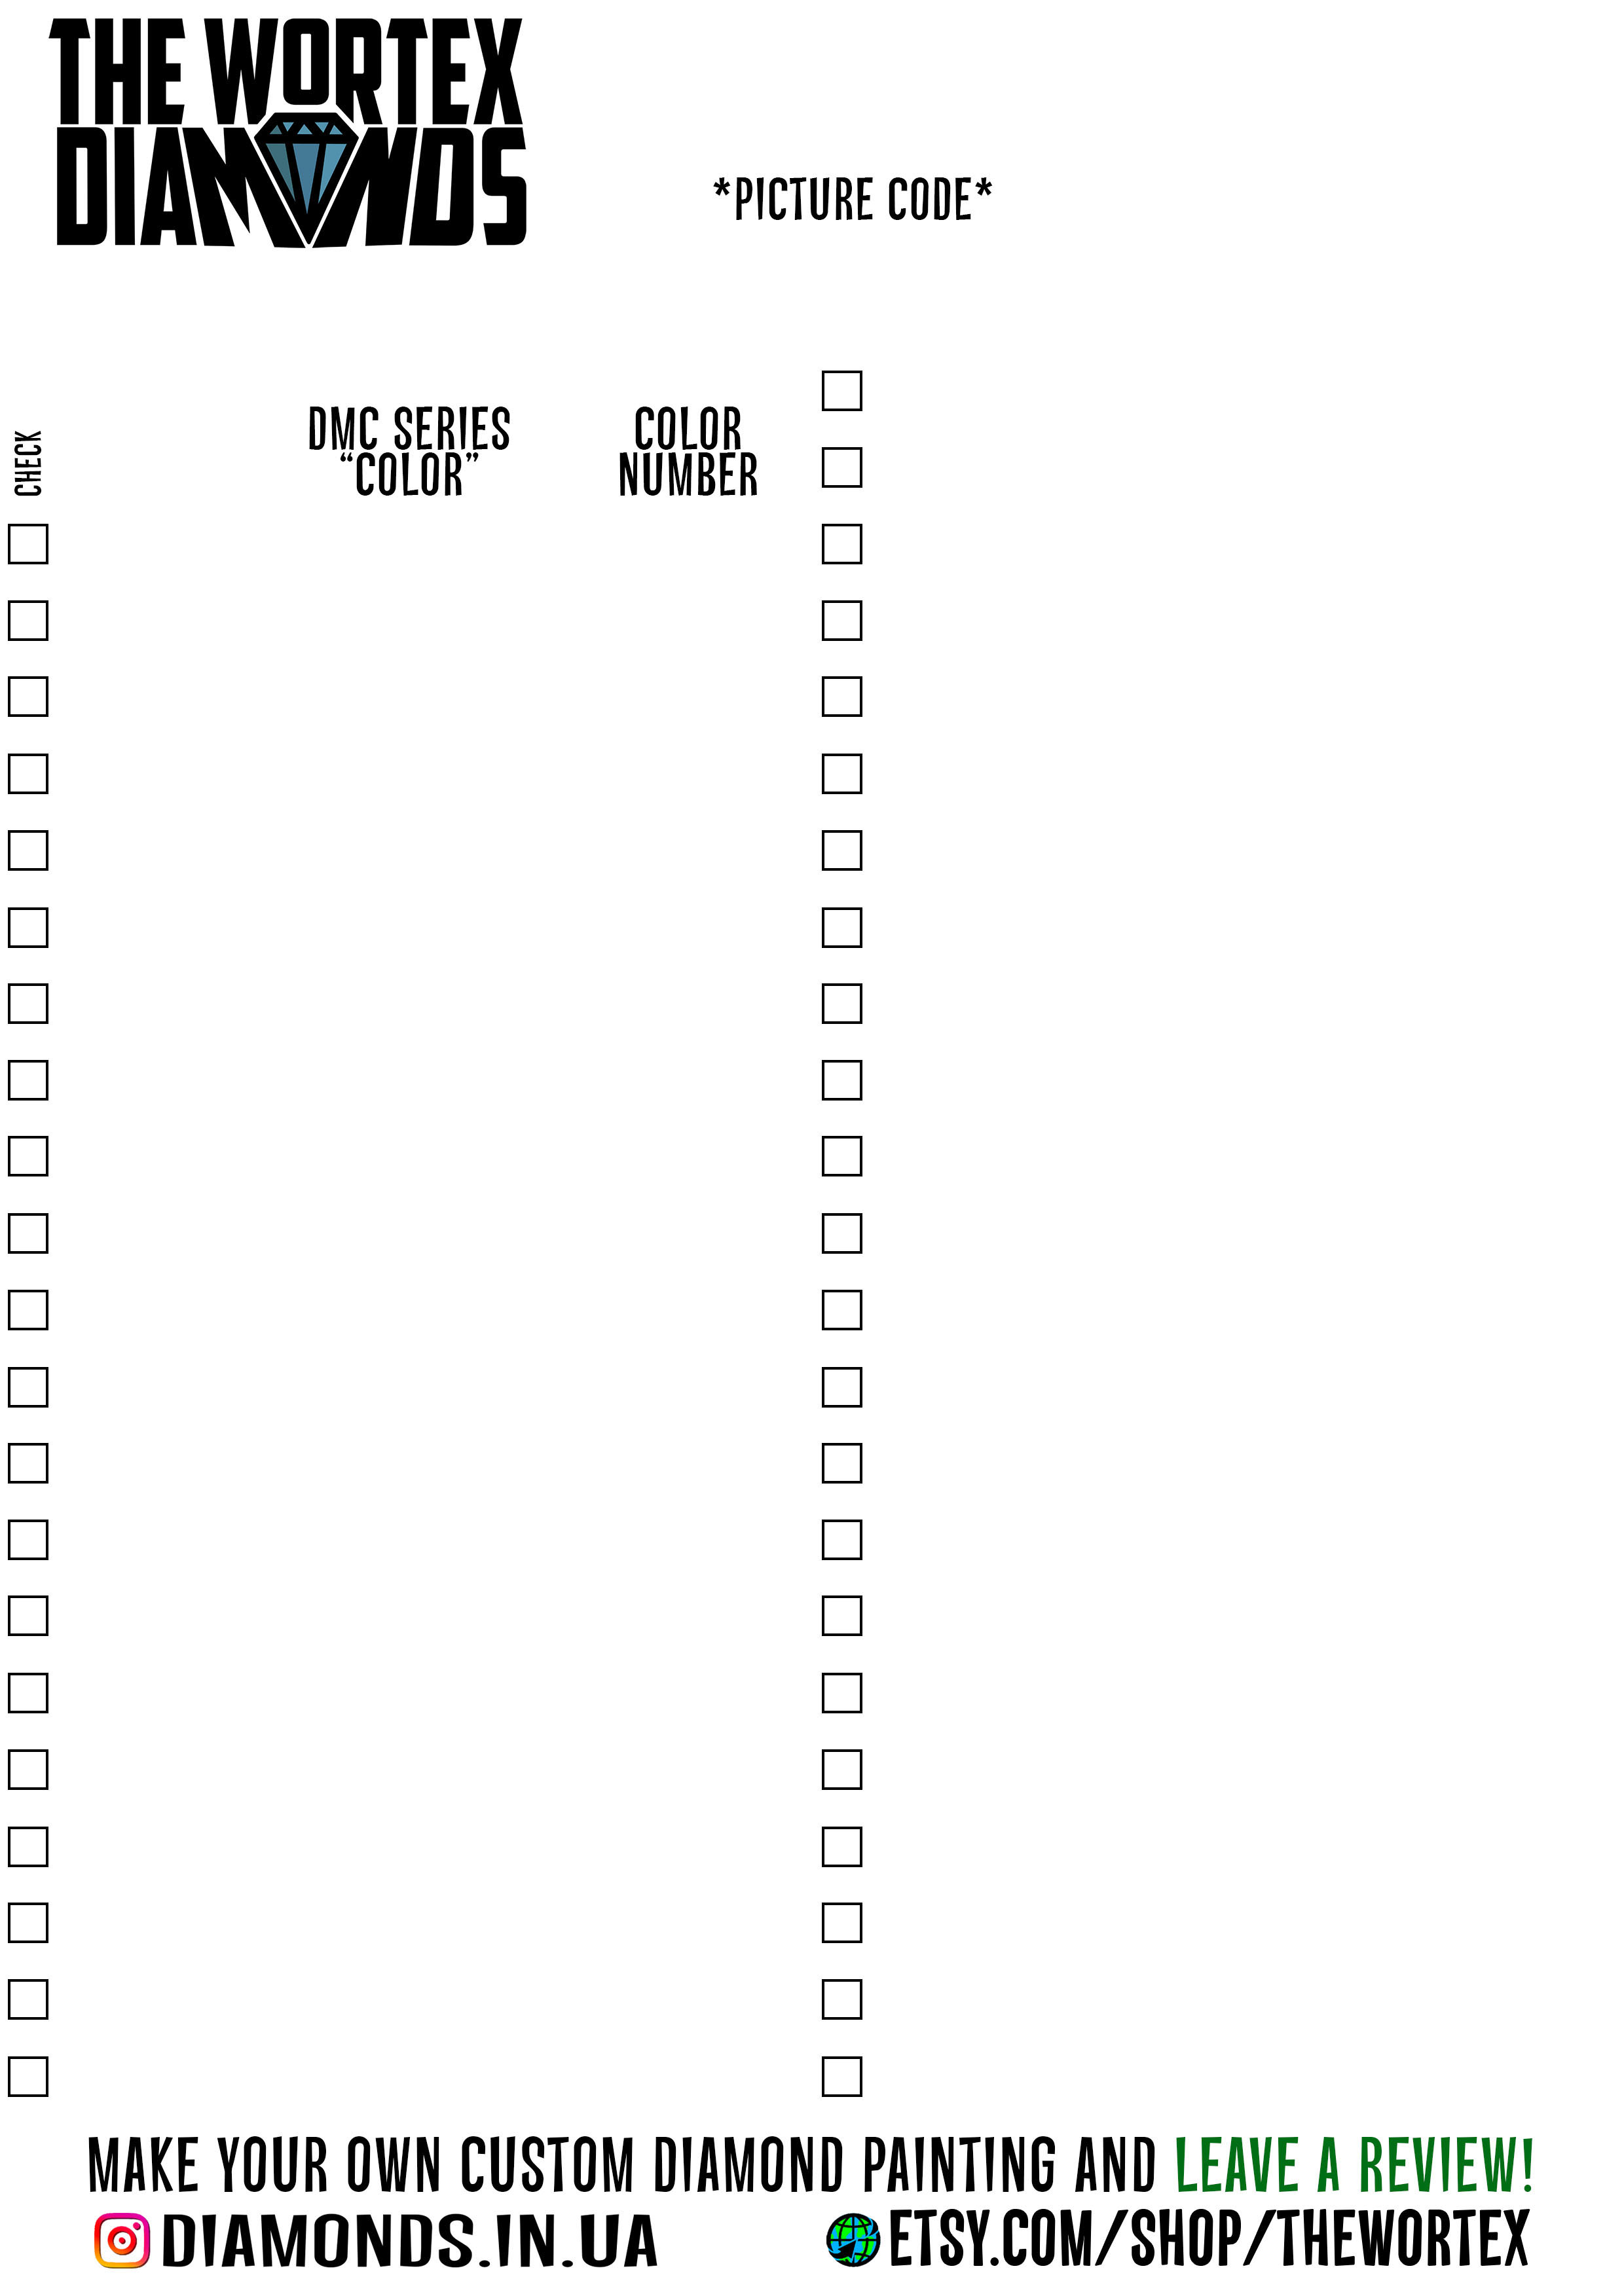 THE WORTEX
DIAMONDS
*PICTURE CODE*
CHECK
DMC SERIES
“COLOR”
COLOR
NUMBER
MAKE YOUR OWN CUSTOM DIAMOND PAINTING AND LEAVE A REVIEW!
DIAMONDS.IN.UA
ETSY.COM/SHOP/THEWORTEX